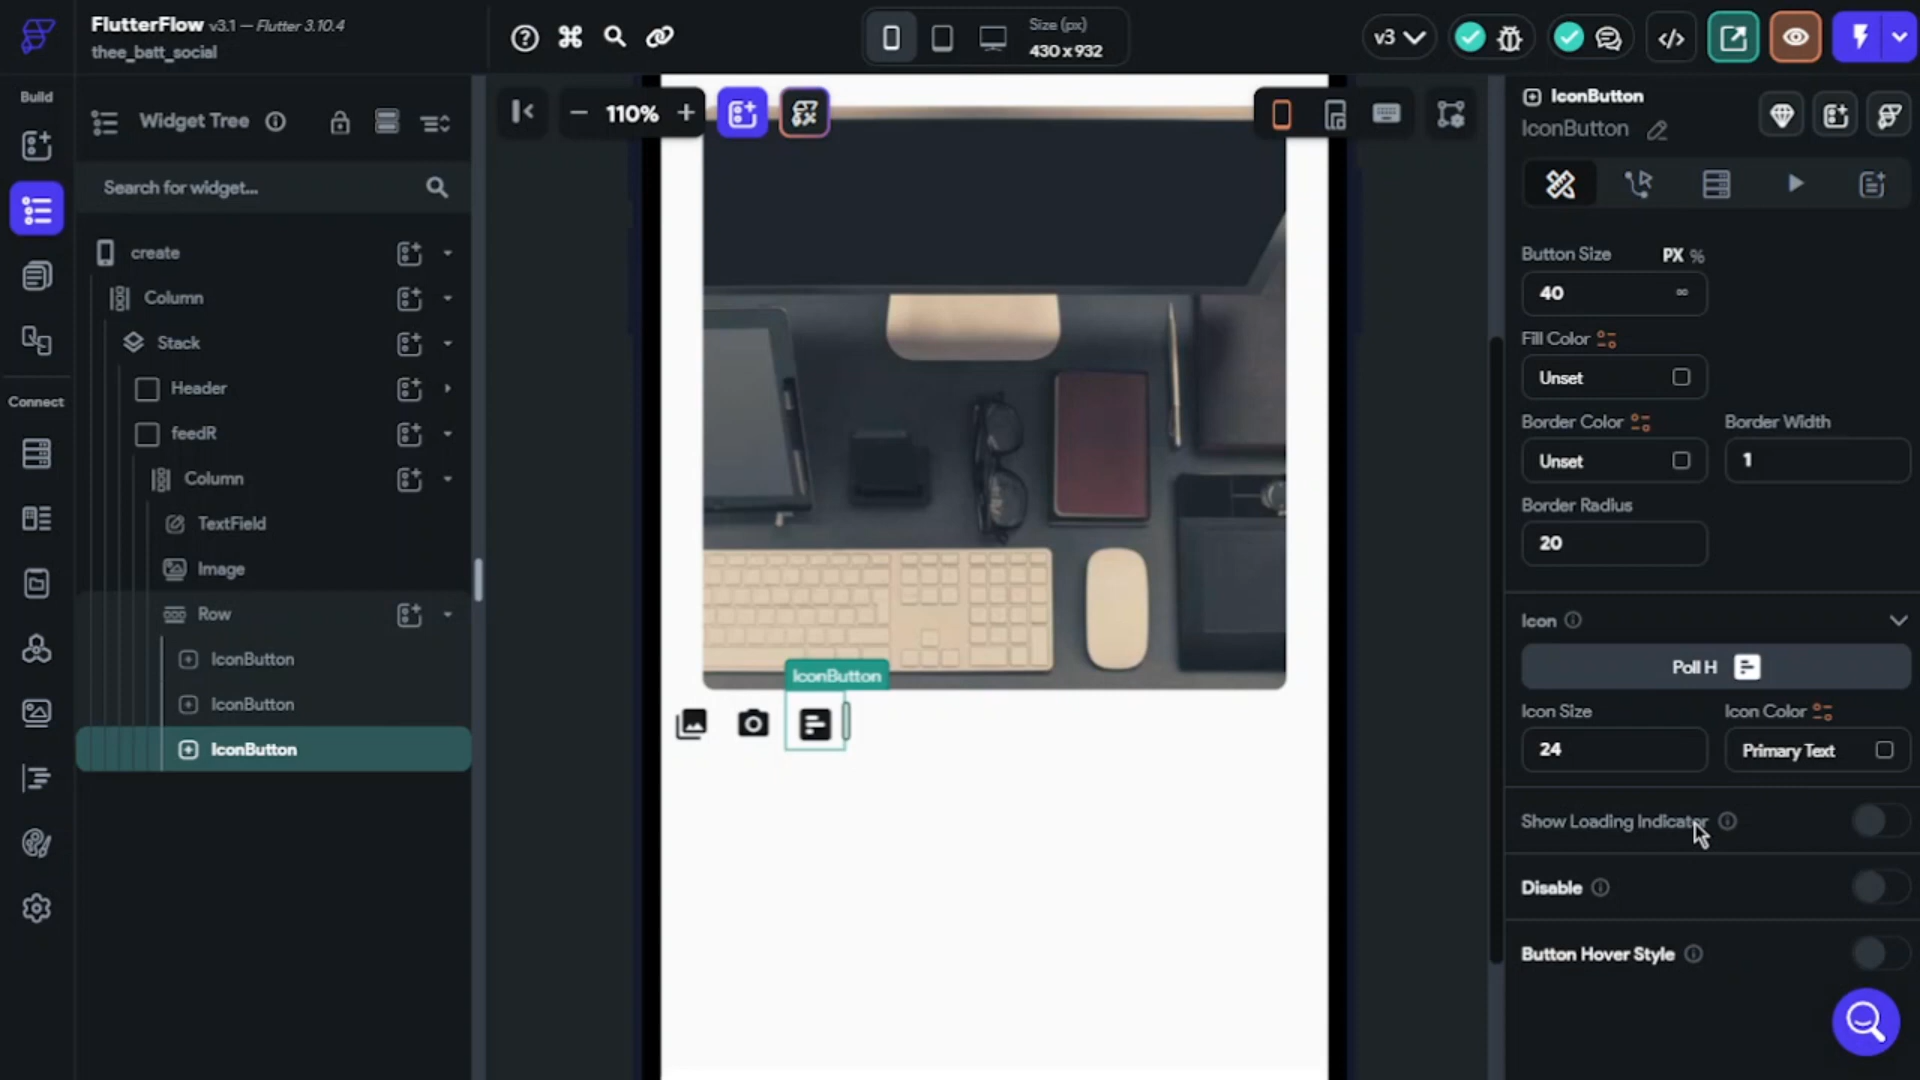 FlutterFlow v3.1 — Flutter 3.10.4
thee_batt_social
Size (px)
430 x 932
v3
Build
Connect
Widget Tree
Search for widget...
create
Column
Stack
Header
feedR
Column
TextField
Image
Row
IconButton
IconButton
IconButton
110%
IconButton
IconButton
IconButton
Button Size PX %
40
Fill Color
Unset
Border Color Border Width
Unset 1
Border Radius
20
Icon
Poll H
Icon Size Icon Color
24 Primary Text
Show Loading Indicator
Disable
Button Hover Style